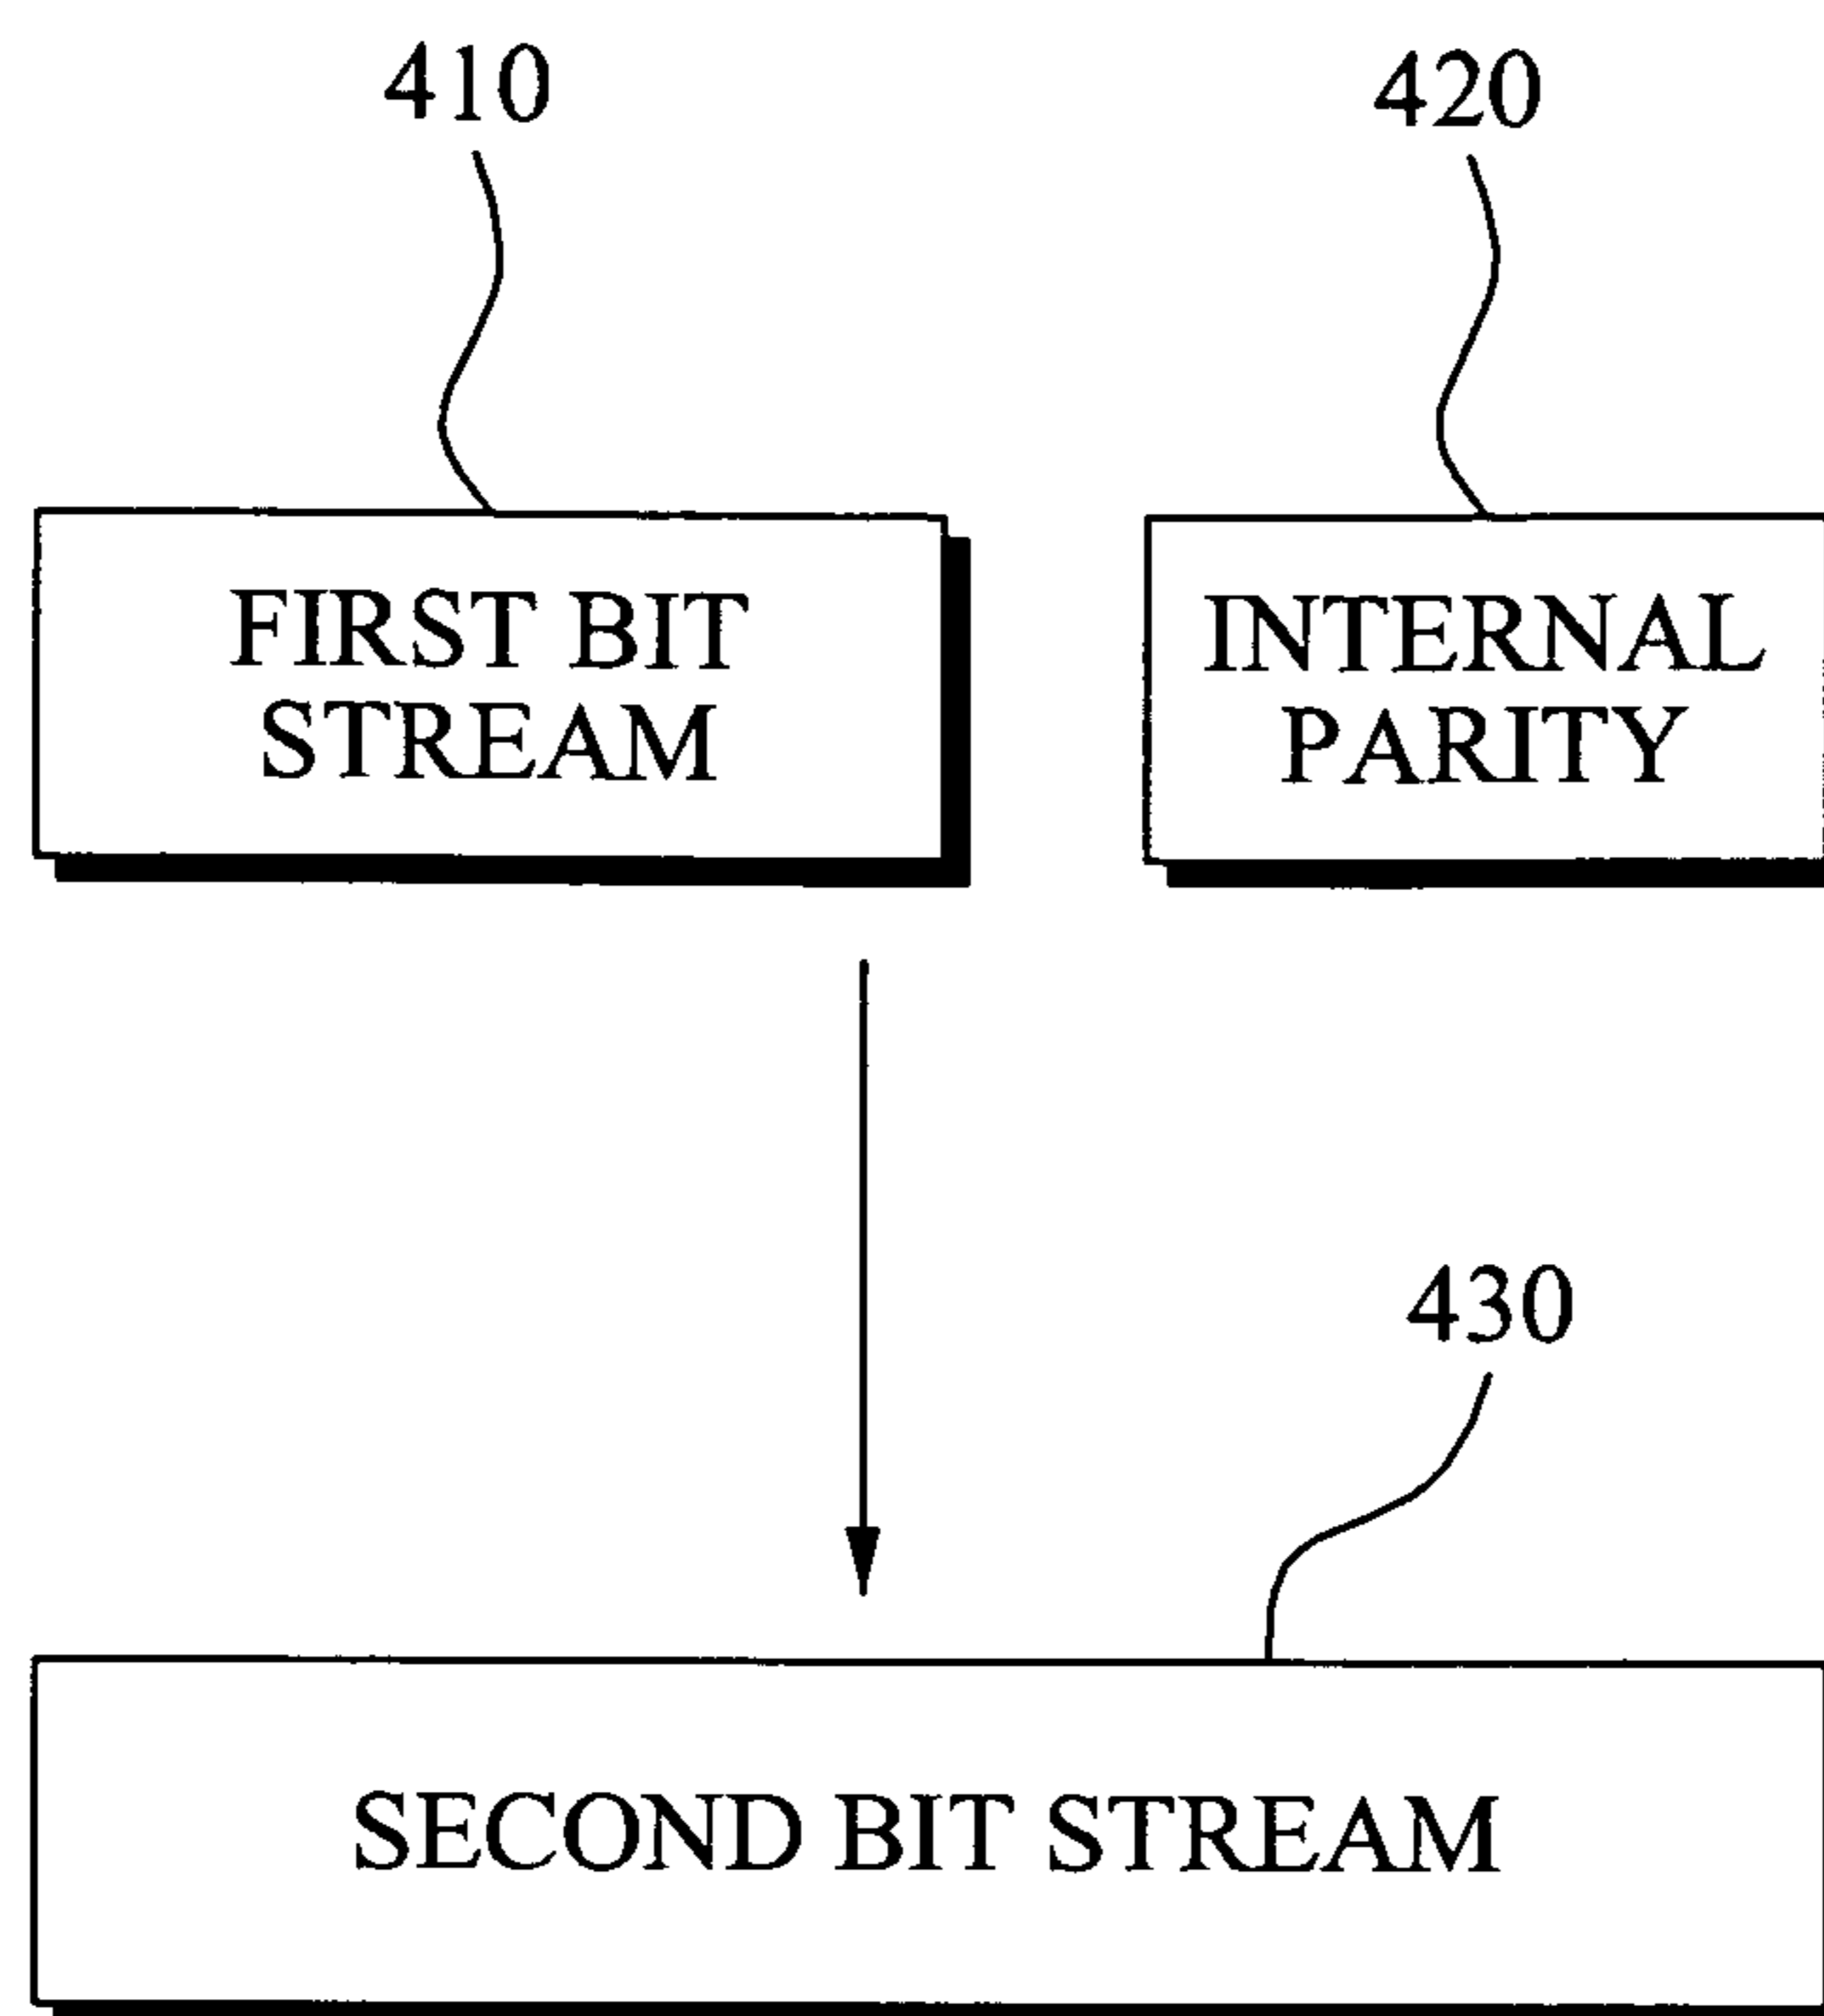 410
420
FIRST BIT
STREAM
INTERNAL
PARITY
430
SECOND BIT STREAM